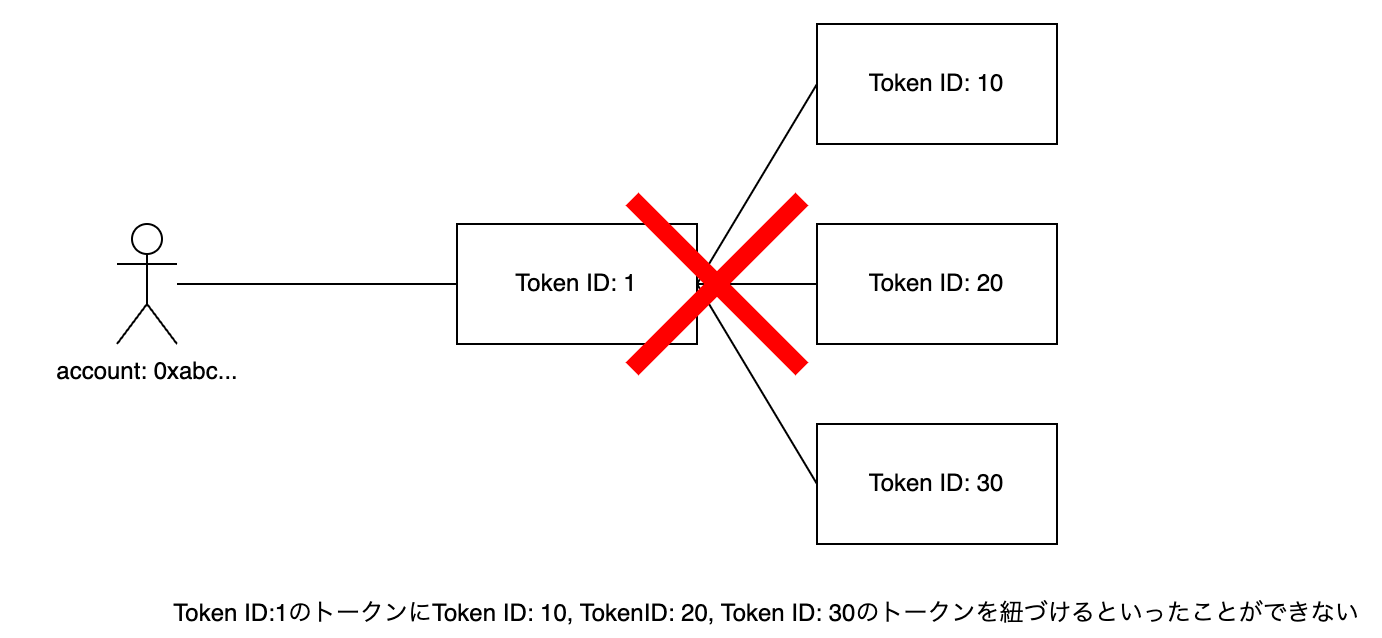 Token ID: 10
account: 0xabc...
Token ID: 1
Token ID: 20
Token ID: 30
Token ID:1のトークンにToken ID: 10, TokenID: 20, Token ID: 30のトークンを紐づけるといったことができない